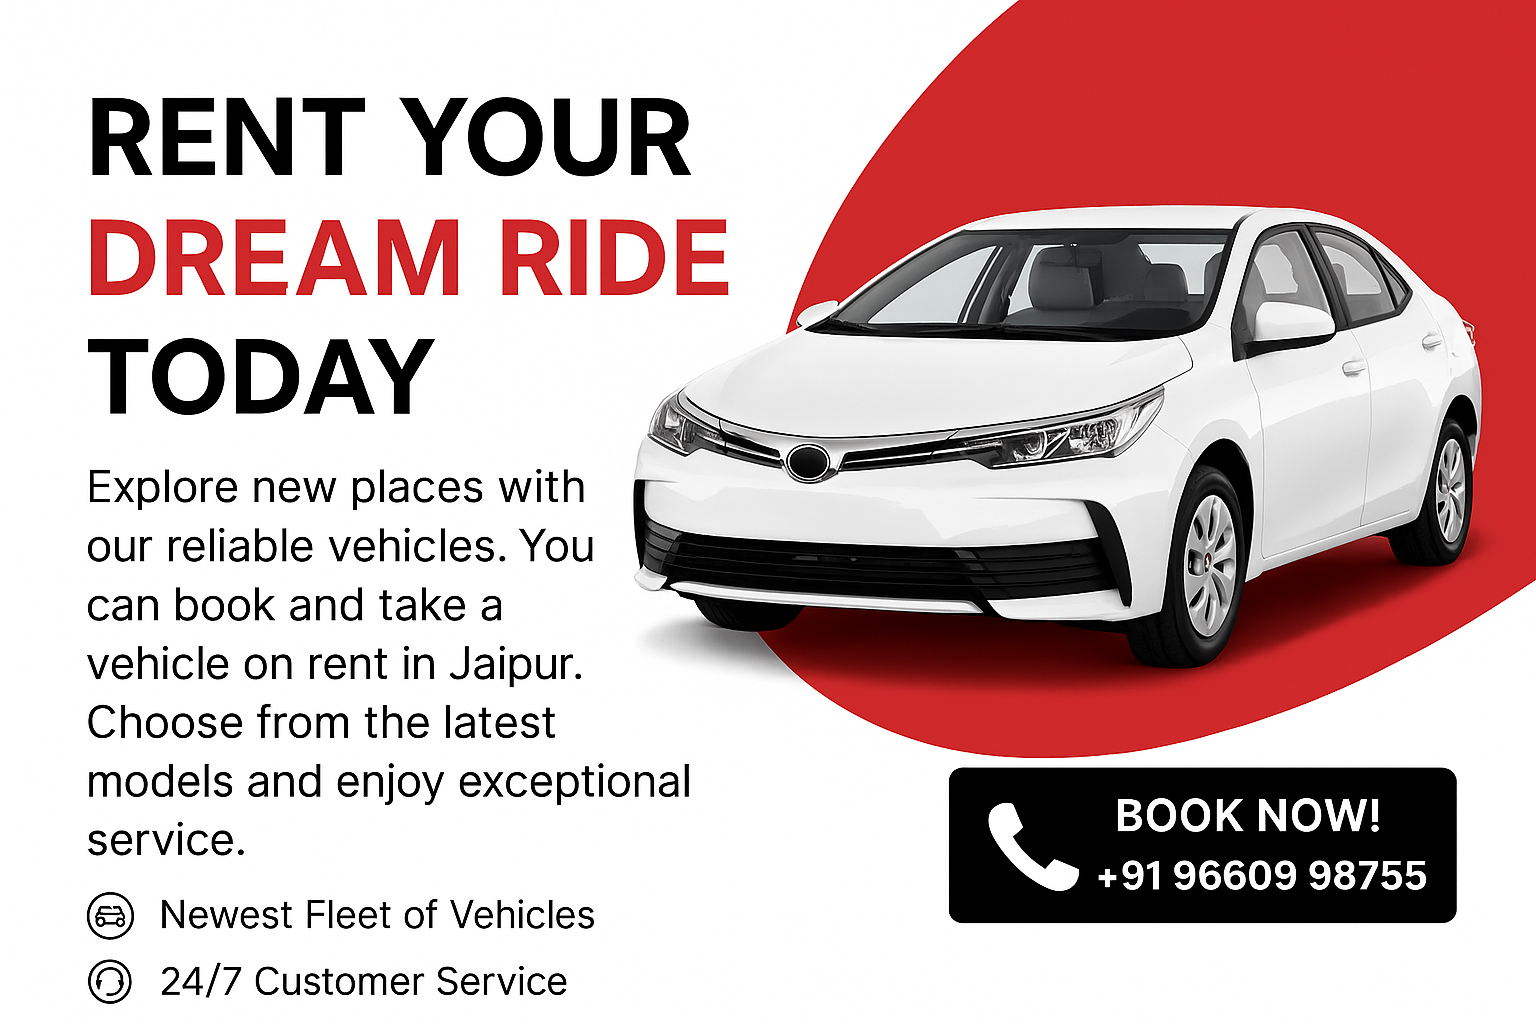 RENT YOUR
DREAM RIDE
TODAY
Explore new places with
our reliable vehicles. You
can book and take a
vehicle on rent in Jaipur.
Choose from the latest
models and enjoy exceptional
service.
Newest Fleet of Vehicles
24/7 Customer Service
BOOK NOW!
+91 96609 98755